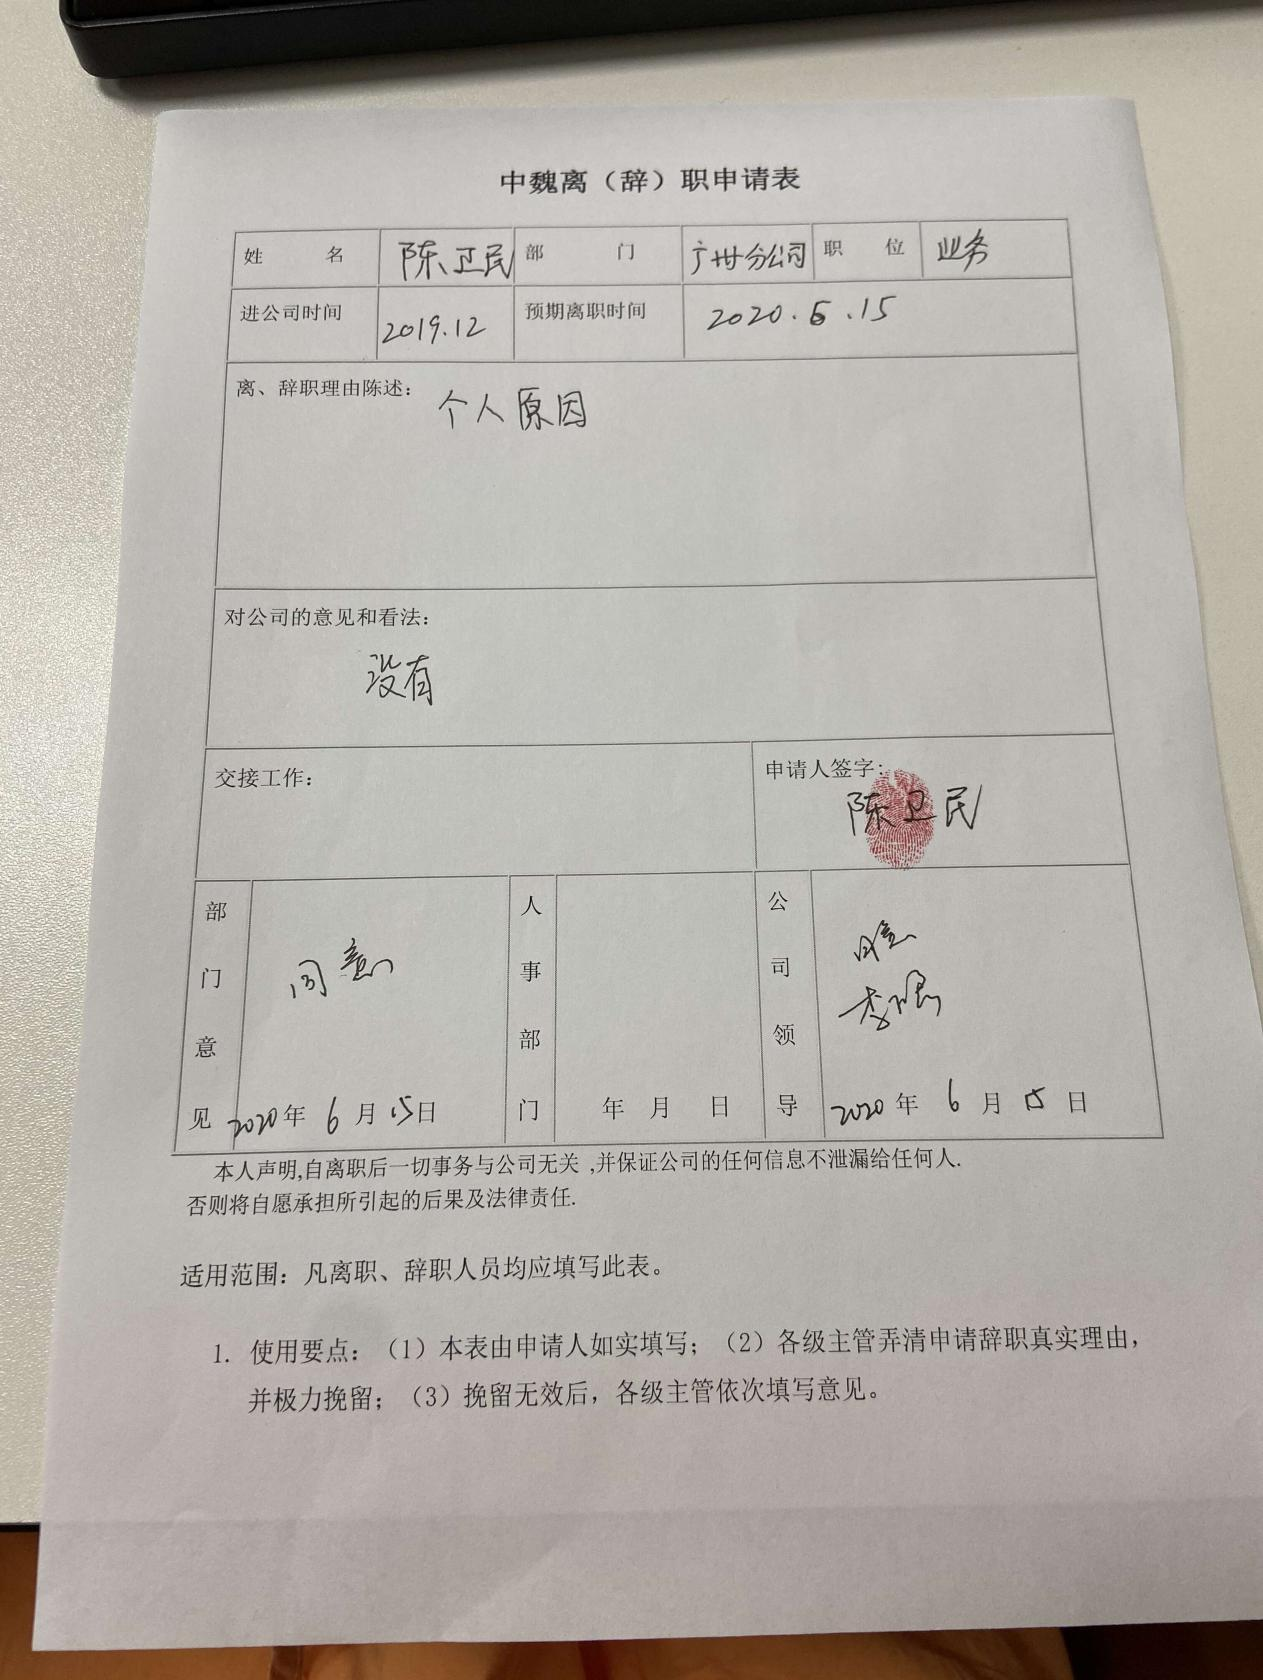 中魏离（辞）职申请表
姓 名 陈卫民 部 门 广州分公司 职 位 业务
进公司时间 2019.12 预期离职时间 2020.6.15
离、辞职理由陈述： 个人原因
对公司的意见和看法：
没有
交接工作： 申请人签字：
陈卫民
部门意见 同意 2020年 6 月 15日
人事部门 年 月 日
公司领导 同意 2020 年 6 月 15 日
本人声明,自离职后一切事务与公司无关 ,并保证公司的任何信息不泄漏给任何人.
否则将自愿承担所引起的后果及法律责任.
适用范围：凡离职、辞职人员均应填写此表。
1. 使用要点：（1）本表由申请人如实填写；（2）各级主管弄清申请辞职真实理由，
并极力挽留；（3）挽留无效后，各级主管依次填写意见。